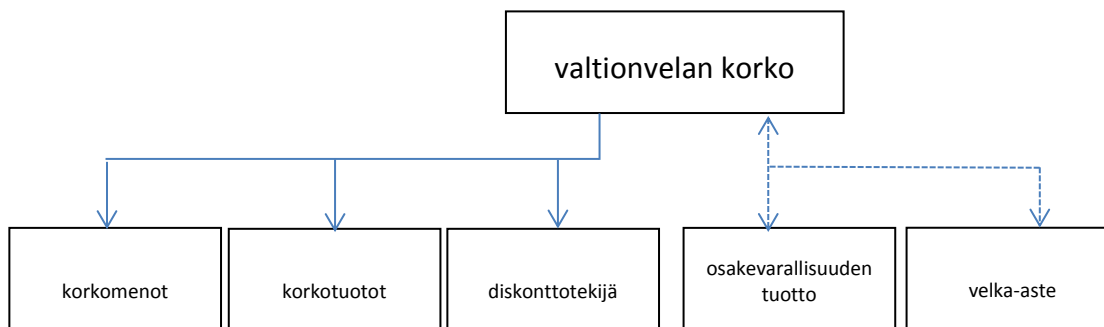 valtionvelan korko
korkomenot
korkotuotot
diskonttotekijä
osakevarallisuuden
tuotto
velka-aste